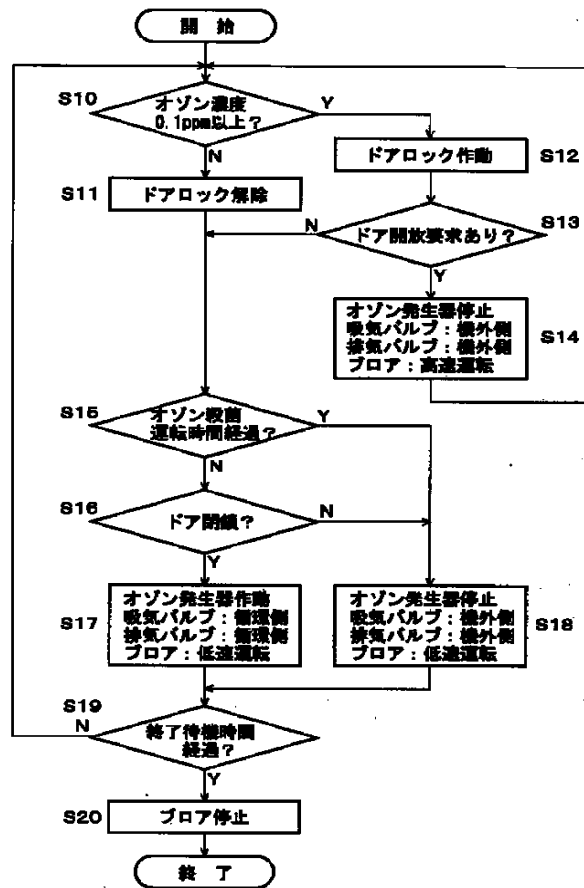 開 始
S10
オゾン濃度
0.1ppm以上？
Y
N
S12
ドアロック作動
S11
ドアロック解除
S13
N
ドア開放要求あり？
Y
オゾン発生器停止
吸気バルブ：機外側
排気バルブ：機外側
ブロア：高速運転
S14
S15
オゾン殺菌
運転時間経過？
Y
N
S16
ドア閉鎖？
N
Y
S17
オゾン発生器作動
吸気バルブ：循環側
排気バルブ：循環側
ブロア：低速運転
オゾン発生器停止
吸気バルブ：機外側
排気バルブ：機外側
ブロア：低速運転
S18
S19
N
終了待機時間
経過？
Y
S20
ブロア停止
終 了